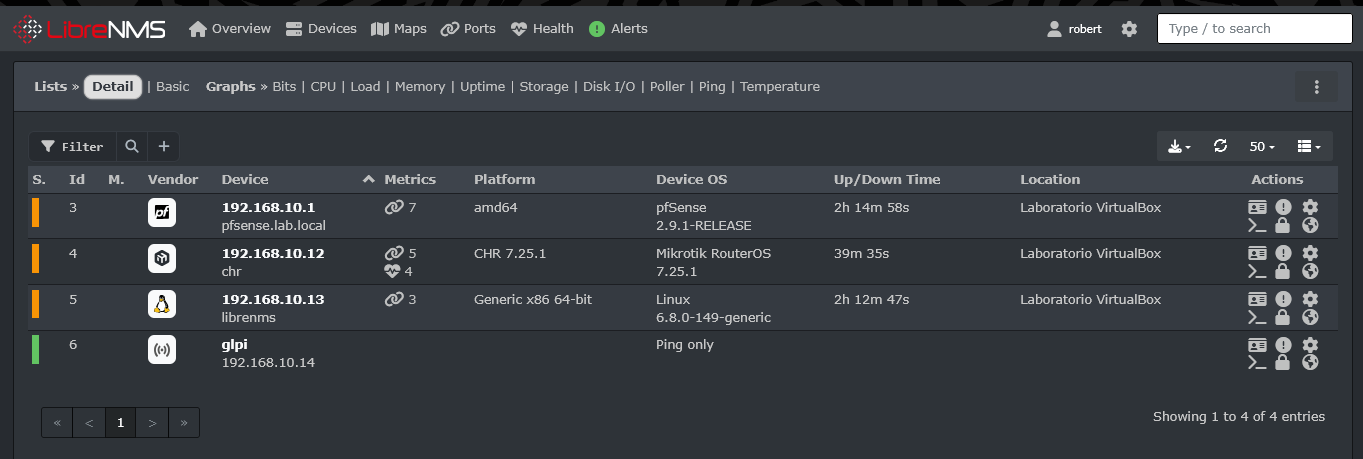 LibreNMS Overview Devices Maps Ports Health Alerts robert Type / to search
Lists » Detail | Basic Graphs » Bits | CPU | Load | Memory | Uptime | Storage | Disk I/O | Poller | Ping | Temperature
Filter 50
S. Id M. Vendor Device Metrics Platform Device OS Up/Down Time Location Actions
3 pf 192.168.10.1 7 amd64 pfSense 2h 14m 58s Laboratorio VirtualBox
pfsense.lab.local 2.9.1-RELEASE
4 192.168.10.12 5 CHR 7.25.1 Mikrotik RouterOS 39m 35s Laboratorio VirtualBox
chr 4 7.25.1
5 192.168.10.13 3 Generic x86 64-bit Linux 2h 12m 47s Laboratorio VirtualBox
librenms 6.8.0-149-generic
6 glpi Ping only
192.168.10.14
« < 1 > » Showing 1 to 4 of 4 entries